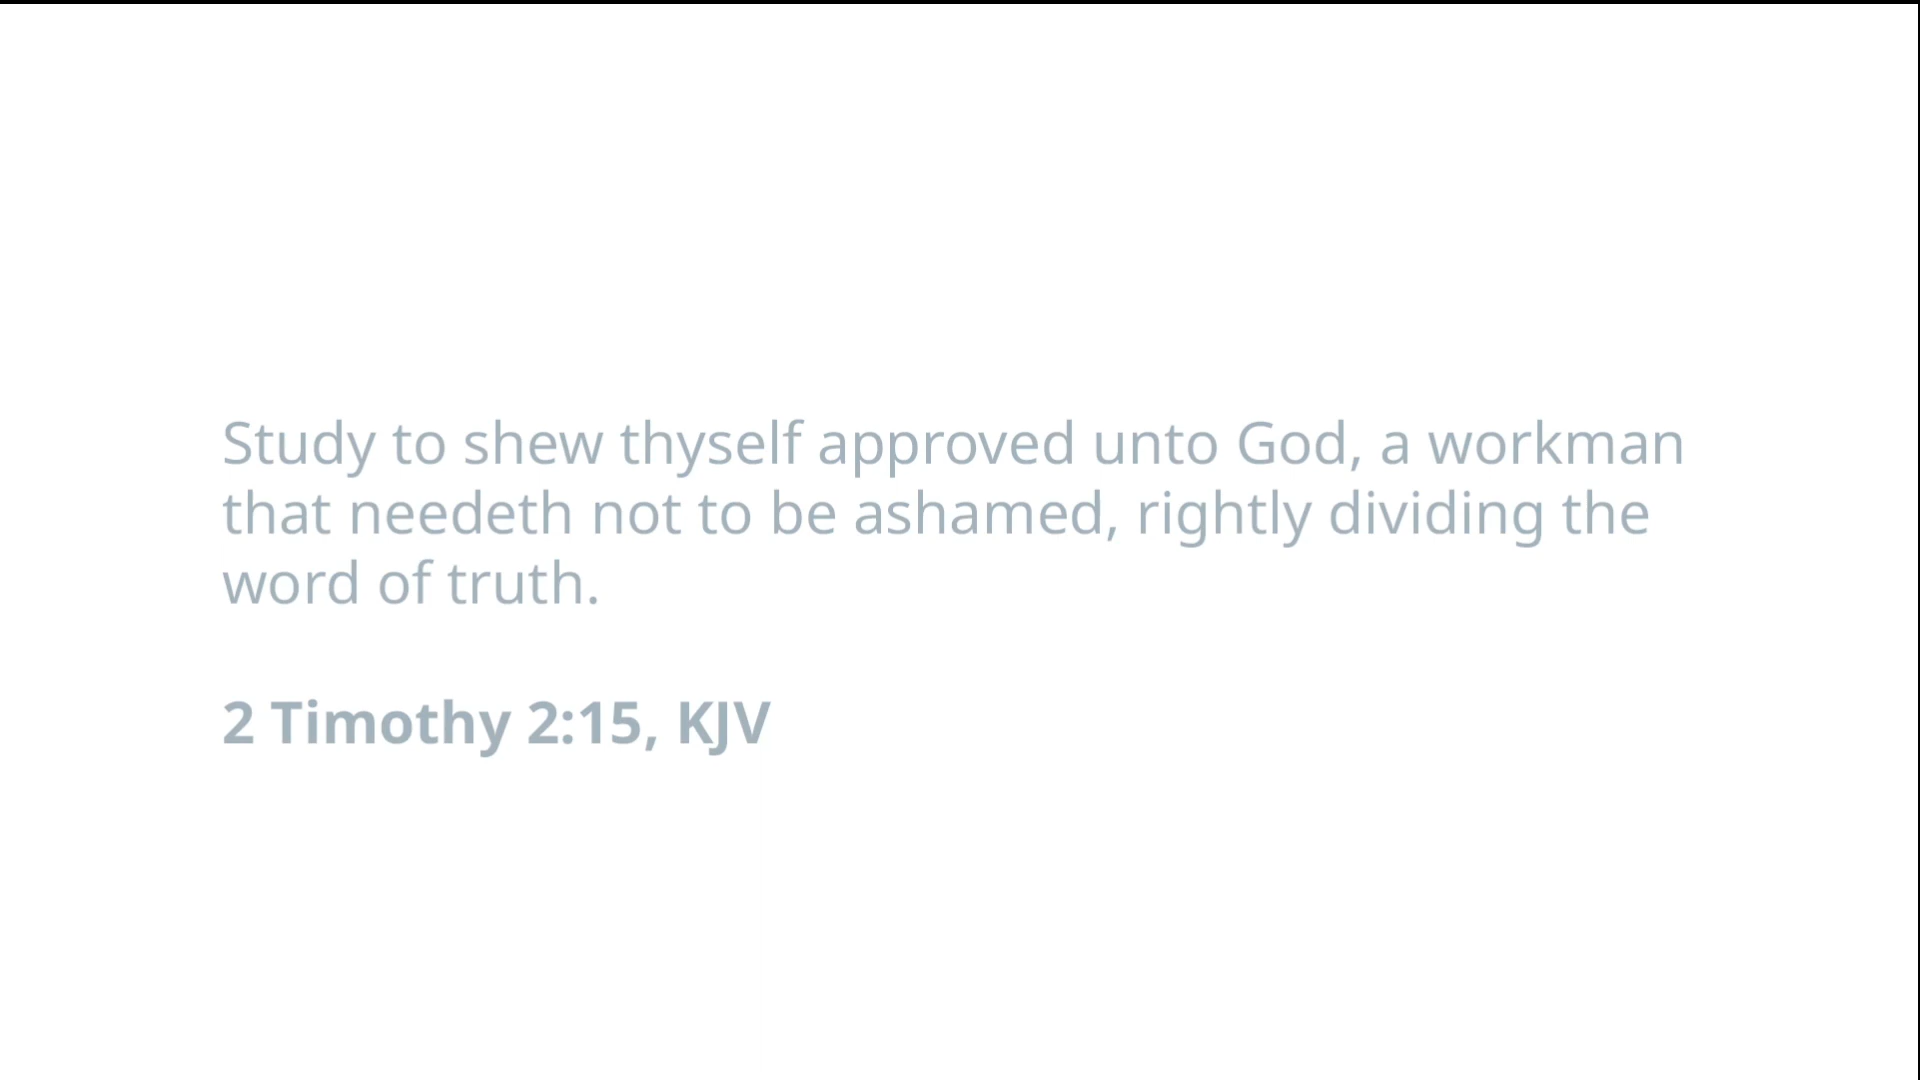 Study to shew thyself approved unto God, a workman
that needeth not to be ashamed, rightly dividing the
word of truth.
2 Timothy 2:15, KJV